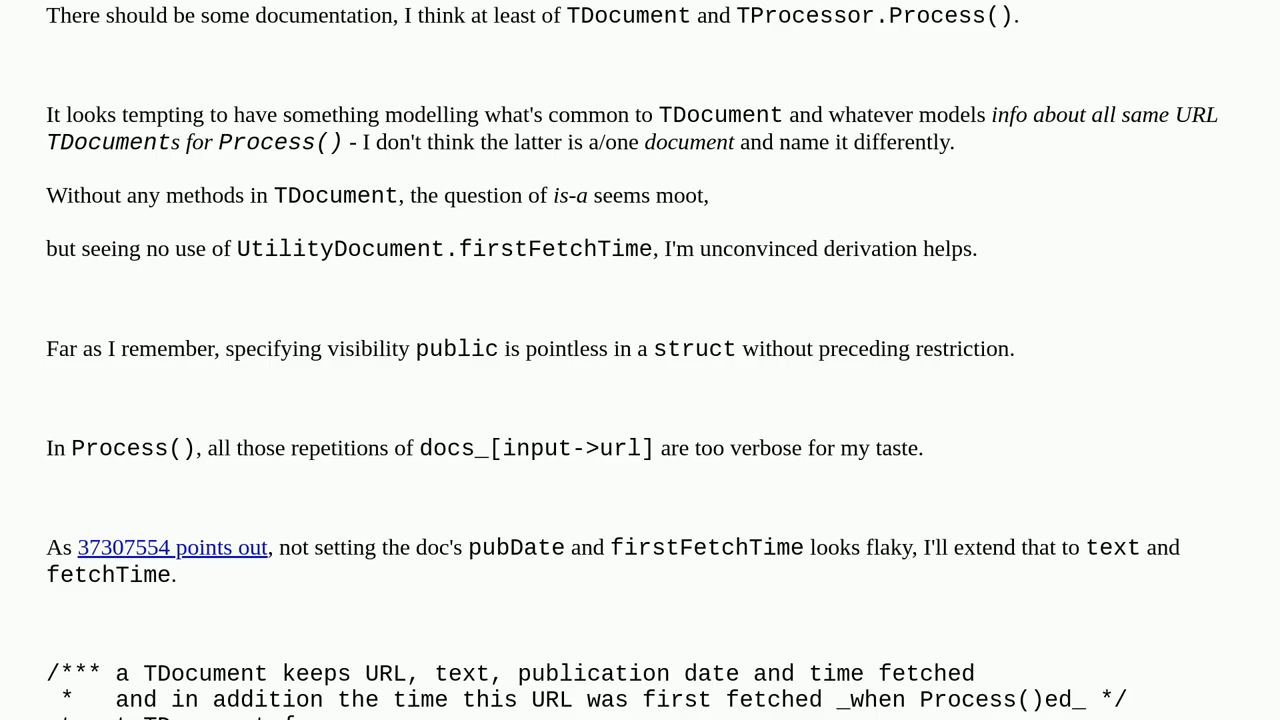 There should be some documentation, I think at least of TDocument and TProcessor.Process().
It looks tempting to have something modelling what's common to TDocument and whatever models info about all same URL
TDocuments for Process() - I don't think the latter is a/one document and name it differently.
Without any methods in TDocument, the question of is-a seems moot,
but seeing no use of UtilityDocument.firstFetchTime, I'm unconvinced derivation helps.
Far as I remember, specifying visibility public is pointless in a struct without preceding restriction.
In Process(), all those repetitions of docs_[input->url] are too verbose for my taste.
As 37307554 points out, not setting the doc's pubDate and firstFetchTime looks flaky, I'll extend that to text and
fetchTime.
/*** a TDocument keeps URL, text, publication date and time fetched
 *   and in addition the time this URL was first fetched _when Process()ed_ */